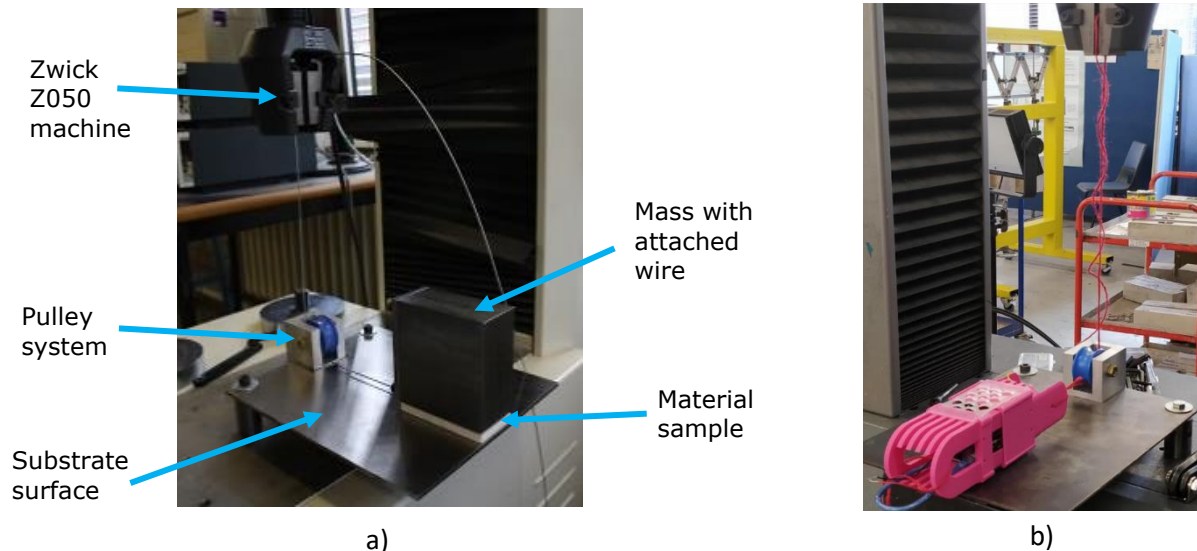 Zwick
Z050
machine
Pulley
system
Substrate
surface
Mass with
attached
wire
Material
sample
a)
b)